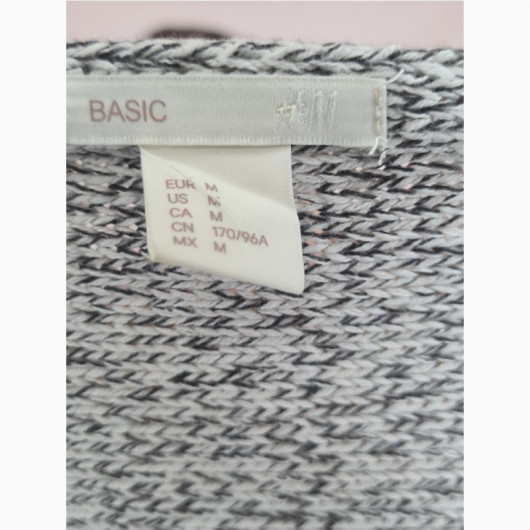 BASIC H&M
EUR M
US M
CA M
CN 170/96A
MX M